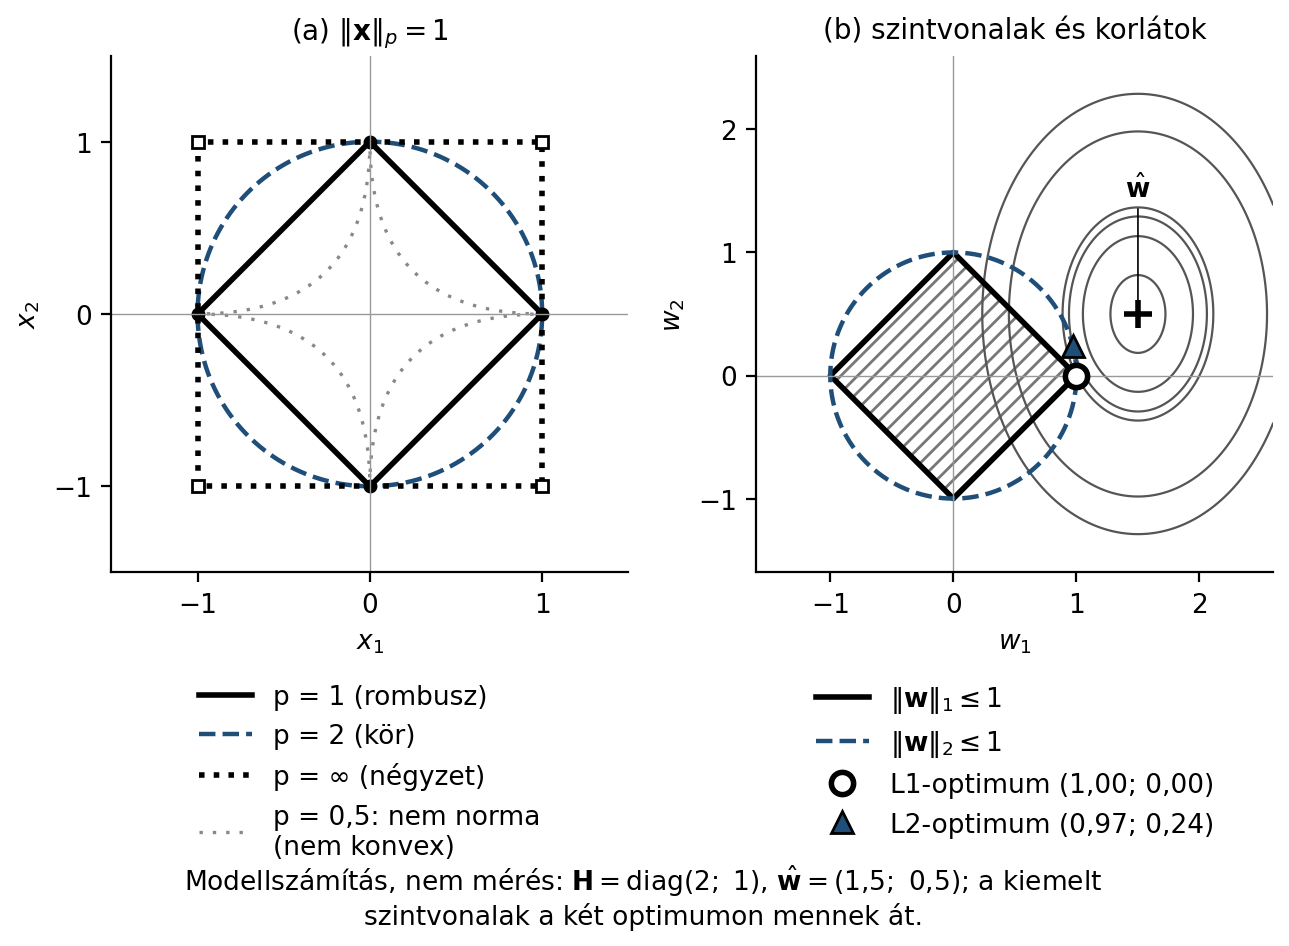 (a) ‖𝐱‖ₚ = 1
x₂
1
0
−1
−1 0 1
x₁
p = 1 (rombusz)
p = 2 (kör)
p = ∞ (négyzet)
p = 0,5: nem norma
(nem konvex)
(b) szintvonalak és korlátok
w₂
2
1
0
−1
ŵ
−1 0 1 2
w₁
‖𝐰‖₁ ≤ 1
‖𝐰‖₂ ≤ 1
L1-optimum (1,00; 0,00)
L2-optimum (0,97; 0,24)
Modellszámítás, nem mérés: 𝐇 = diag(2; 1), ŵ = (1,5; 0,5); a kiemelt
szintvonalak a két optimumon mennek át.